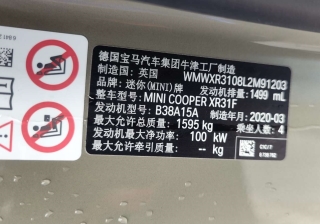 德国宝马汽车集团牛津工厂制造
制造国：英国 WMWXR3108L2M91203
品牌：迷你(MINI)牌 发动机排量：1499 mL
整车型号：MINI COOPER XR31F
发动机型号：B38A15A 制造年月：2020-03
最大允许总质量：1595 kg 乘坐人数：4
发动机最大净功率：100 kW
最大允许牵引质量：-- kg